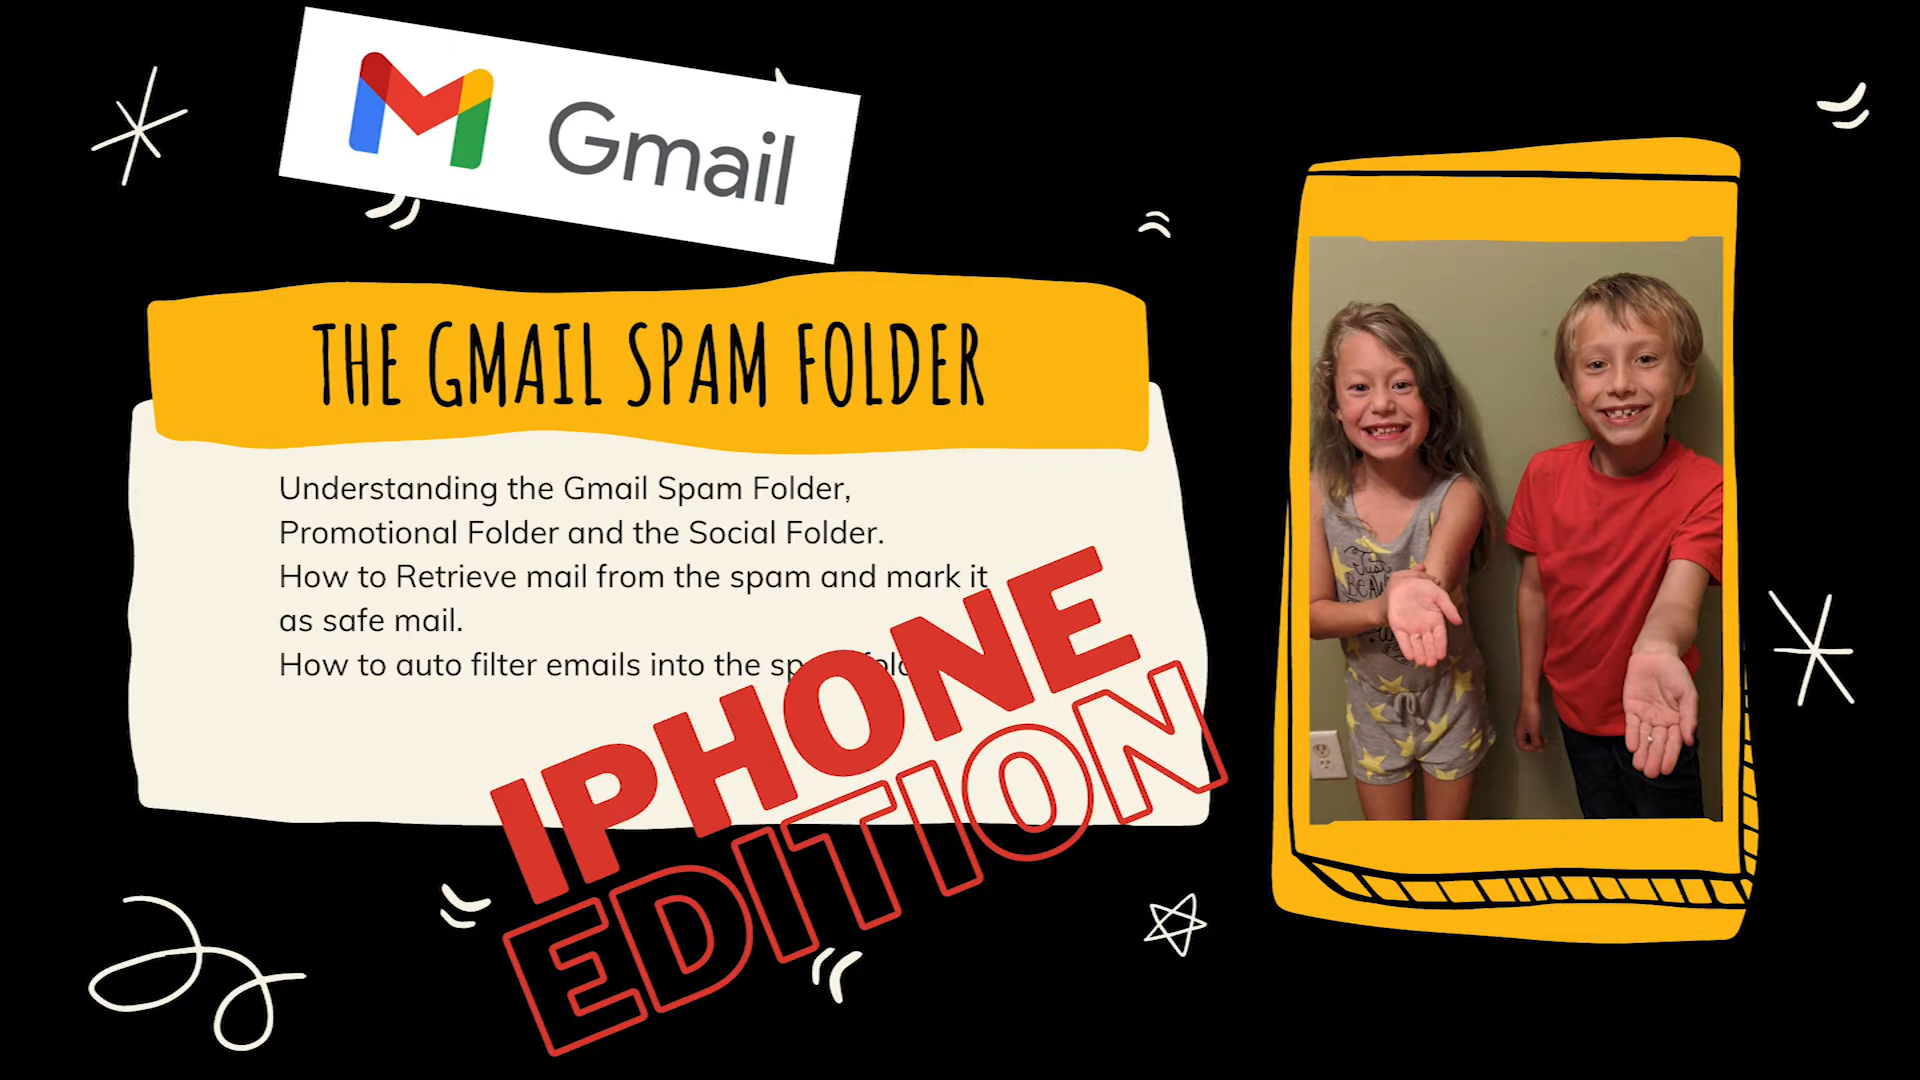 Gmail
THE GMAIL SPAM FOLDER
Understanding the Gmail Spam Folder,
Promotional Folder and the Social Folder.
How to Retrieve mail from the spam and mark it
as safe mail.
How to auto filter emails into the
IPHONE
EDITION
Just